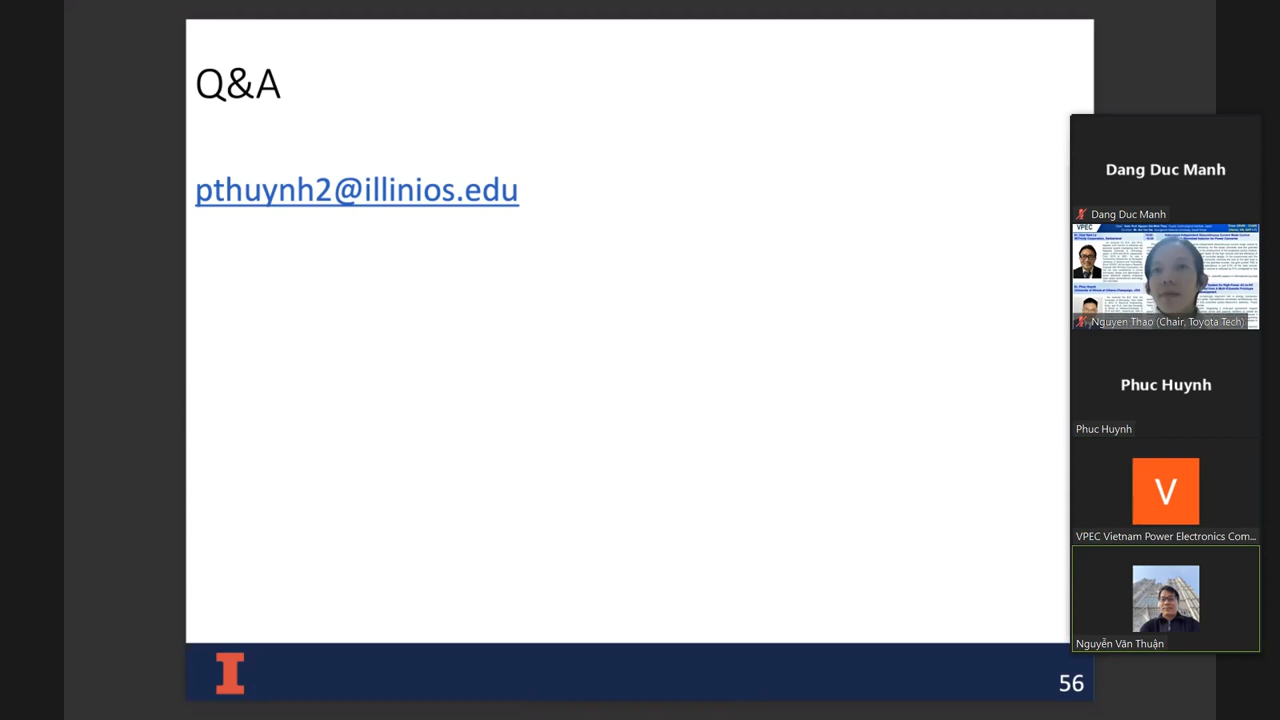 Q&A
pthuynh2@illinios.edu
56
Dang Duc Manh
Dang Duc Manh
VPEC
Nguyen Thao (Chair, Toyota Tech)
Phuc Huynh
Phuc Huynh
V
VPEC Vietnam Power Electronics Com...
Nguyễn Văn Thuận